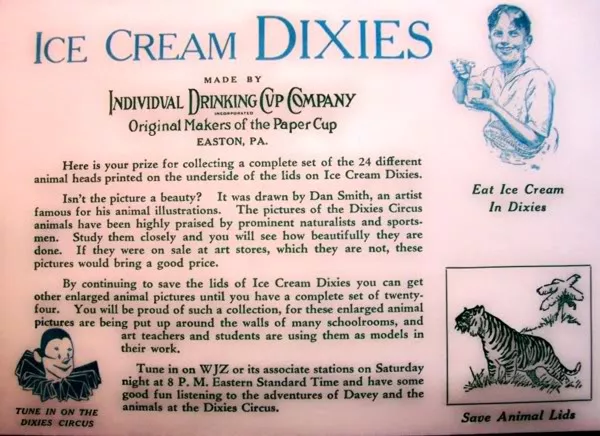 ICE CREAM DIXIES
MADE BY
INDIVIDUAL DRINKING CUP COMPANY
INCORPORATED
Original Makers of the Paper Cup
EASTON, PA.
Here is your prize for collecting a complete set of the 24 different
animal heads printed on the underside of the lids on Ice Cream Dixies.
Isn't the picture a beauty? It was drawn by Dan Smith, an artist
famous for his animal illustrations. The pictures of the Dixies Circus
animals have been highly praised by prominent naturalists and sports-
men. Study them closely and you will see how beautifully they are
done. If they were on sale at art stores, which they are not, these
pictures would bring a good price.
By continuing to save the lids of Ice Cream Dixies you can get
other enlarged animal pictures until you have a complete set of twenty-
four. You will be proud of such a collection, for these enlarged animal
pictures are being put up around the walls of many schoolrooms, and
art teachers and students are using them as models in
their work.
Tune in on WJZ or its associate stations on Saturday
night at 8 P. M. Eastern Standard Time and have some
good fun listening to the adventures of Davey and the
animals at the Dixies Circus.
TUNE IN ON THE
DIXIES CIRCUS
Eat Ice Cream
In Dixies
Save Animal Lids